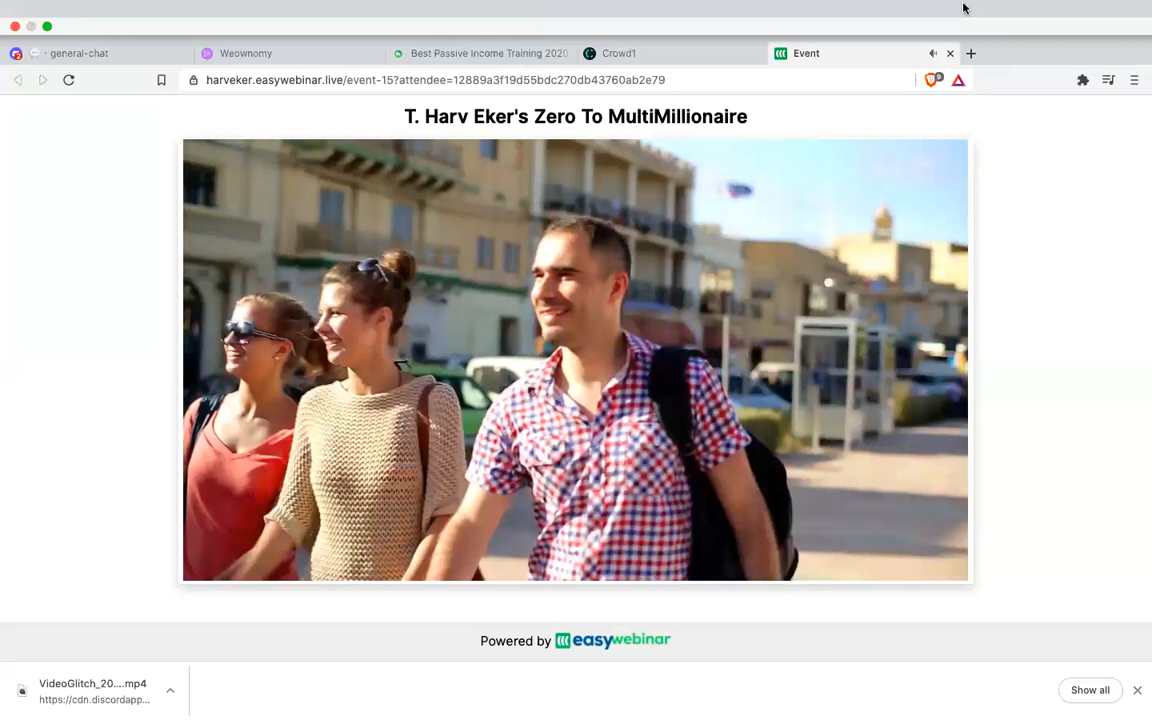 general-chat
Weownomy
Best Passive Income Training 2020
Crowd1
Event
harveker.easywebinar.live/event-15?attendee=12889a3f19d55bdc270db43760ab2e79
T. Harv Eker's Zero To MultiMillionaire
Powered by easywebinar
VideoGlitch_20....mp4
https://cdn.discordapp...
Show all